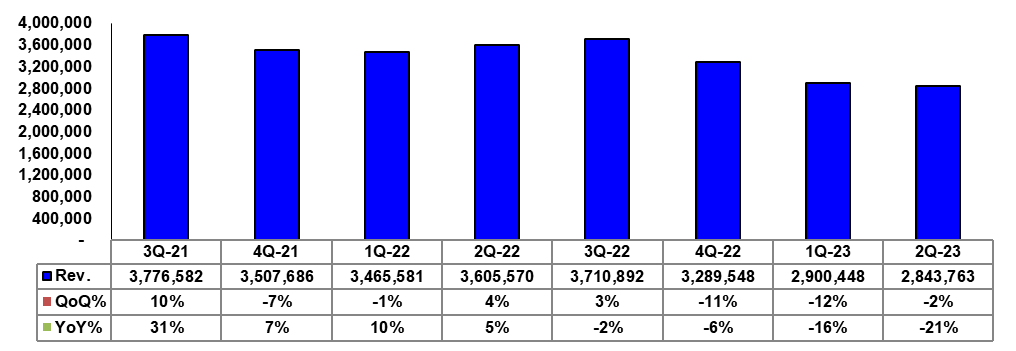 4,000,000
3,600,000
3,200,000
2,800,000
2,400,000
2,000,000
1,600,000
1,200,000
800,000
400,000
-
3Q-21 4Q-21 1Q-22 2Q-22 3Q-22 4Q-22 1Q-23 2Q-23
Rev. 3,776,582 3,507,686 3,465,581 3,605,570 3,710,892 3,289,548 2,900,448 2,843,763
QoQ% 10% -7% -1% 4% 3% -11% -12% -2%
YoY% 31% 7% 10% 5% -2% -6% -16% -21%